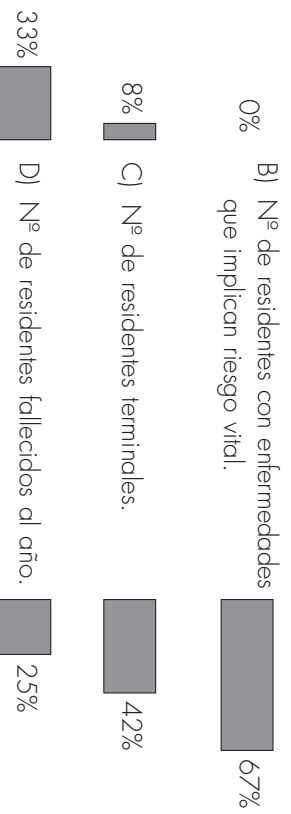 0% B) Nº de residentes con enfermedades 67%
que implican riesgo vital.
8% C) Nº de residentes terminales. 42%
33% D) Nº de residentes fallecidos al año. 25%